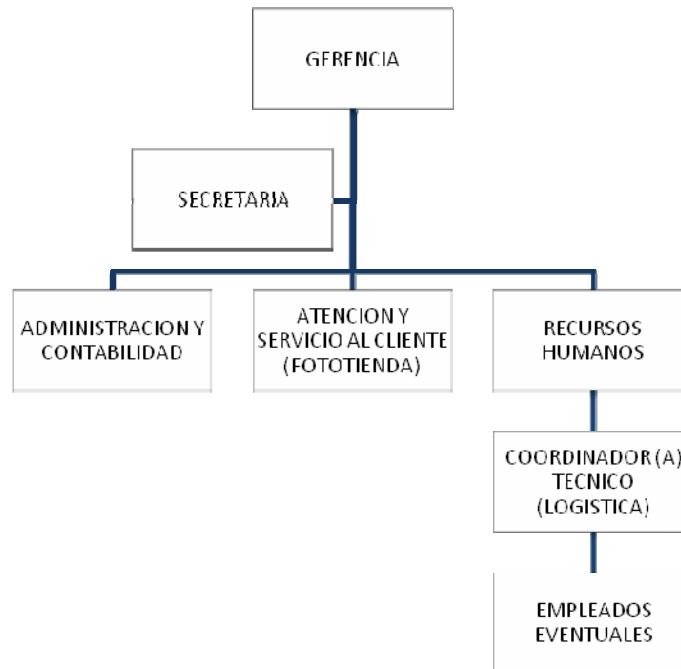 GERENCIA
SECRETARIA
ADMINISTRACION Y
CONTABILIDAD
ATENCION Y
SERVICIO AL CLIENTE
(FOTOTIENDA)
RECURSOS
HUMANOS
COORDINADOR (A)
TECNICO
(LOGISTICA)
EMPLEADOS
EVENTUALES